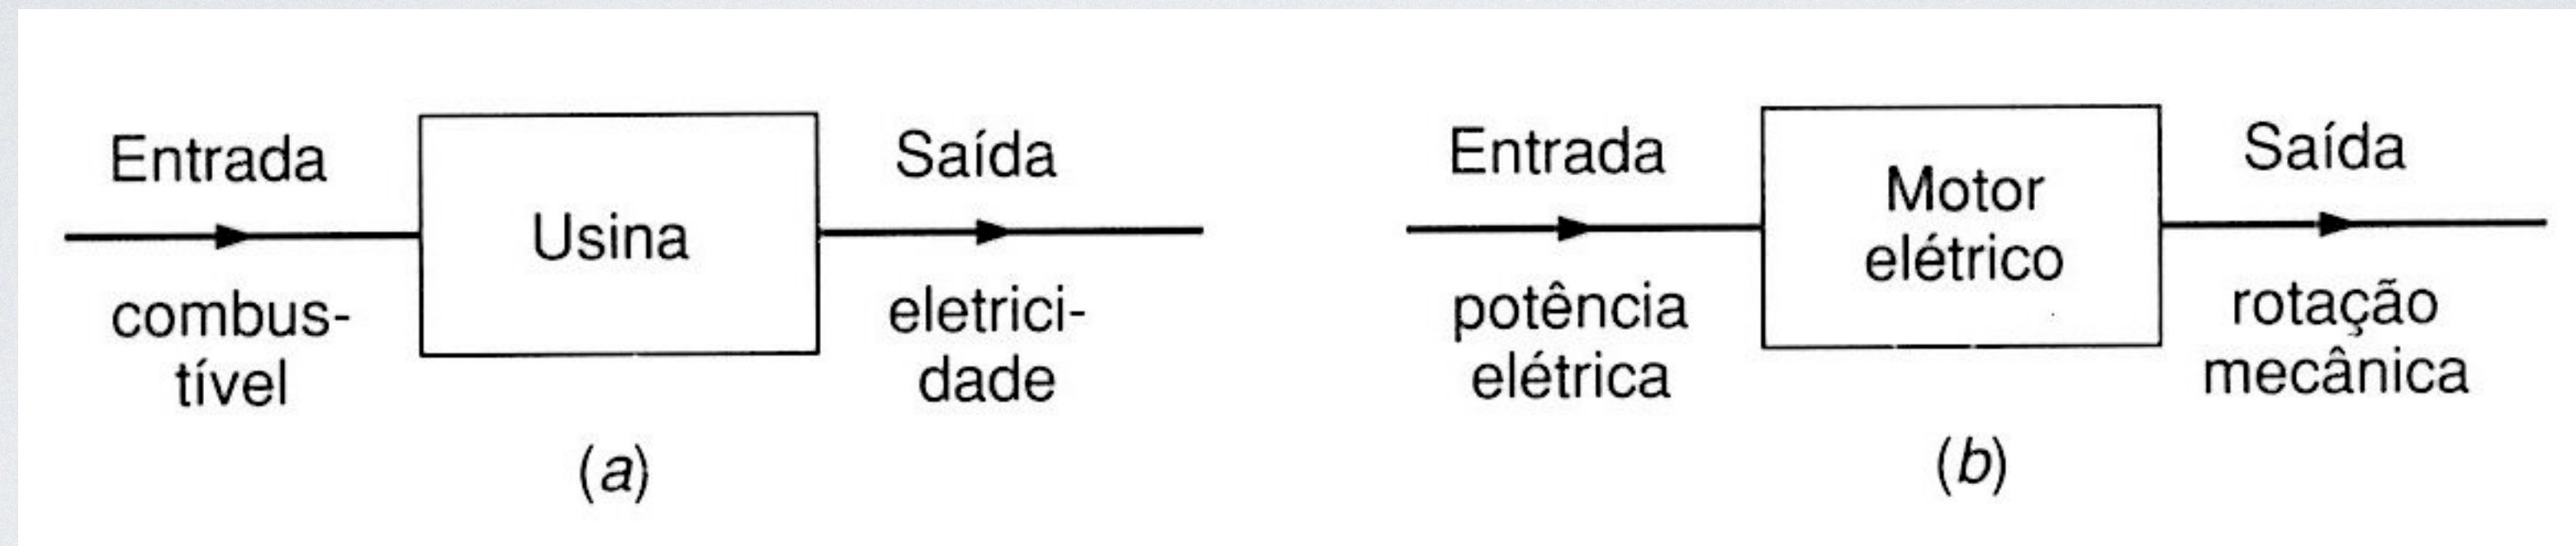 Entrada
Usina
Saída
combus-
tível
eletrici-
dade
(a)
Entrada
Motor
elétrico
Saída
potência
elétrica
rotação
mecânica
(b)